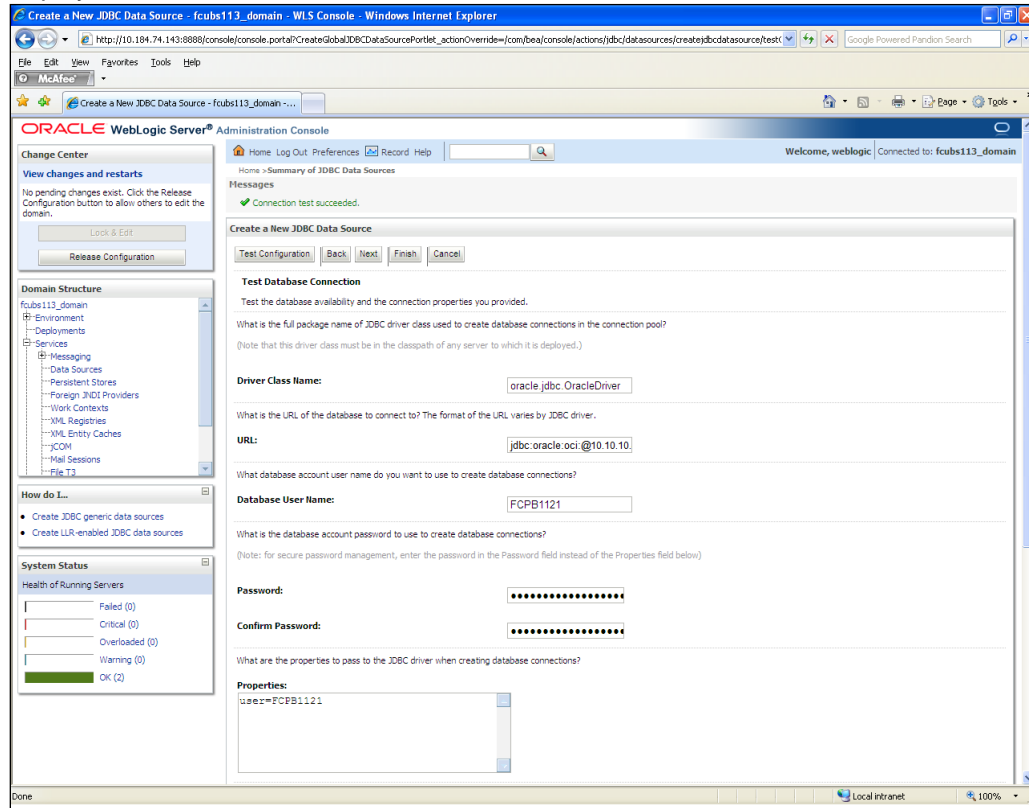 Create a New JDBC Data Source - fcubs113_domain - WLS Console - Windows Internet Explorer
http://10.184.74.143:8888/console/console.portal?CreateGlobalJDBCDataSourcePortlet_actionOverride=/com/bea/console/actions/jdbc/datasources/createjdbcdatasource/test(
Google Powered Pandion Search
File Edit View Favorites Tools Help
McAfee
Create a New JDBC Data Source - fcubs113_domain -...
Page Tools
ORACLE WebLogic Server® Administration Console
Change Center
View changes and restarts
No pending changes exist. Click the Release
Configuration button to allow others to edit the
domain.
Lock & Edit
Release Configuration
Domain Structure
fcubs113_domain
Environment
Deployments
Services
Messaging
Data Sources
Persistent Stores
Foreign JNDI Providers
Work Contexts
XML Registries
XML Entity Caches
jCOM
Mail Sessions
File T3
How do I...
Create JDBC generic data sources
Create LLR-enabled JDBC data sources
System Status
Health of Running Servers
Failed (0)
Critical (0)
Overloaded (0)
Warning (0)
OK (2)
Home Log Out Preferences Record Help
Welcome, weblogic Connected to: fcubs113_domain
Home >Summary of JDBC Data Sources
Messages
Connection test succeeded.
Create a New JDBC Data Source
Test Configuration Back Next Finish Cancel
Test Database Connection
Test the database availability and the connection properties you provided.
What is the full package name of JDBC driver class used to create database connections in the connection pool?
(Note that this driver class must be in the classpath of any server to which it is deployed.)
Driver Class Name: oracle.jdbc.OracleDriver
What is the URL of the database to connect to? The format of the URL varies by JDBC driver.
URL: jdbc:oracle:oci:@10.10.10.
What database account user name do you want to use to create database connections?
Database User Name: FCPB1121
What is the database account password to use to create database connections?
(Note: for secure password management, enter the password in the Password field instead of the Properties field below)
Password: ••••••••••••••••••
Confirm Password: ••••••••••••••••••
What are the properties to pass to the JDBC driver when creating database connections?
Properties:
user=FCPB1121
Done
Local intranet
100%